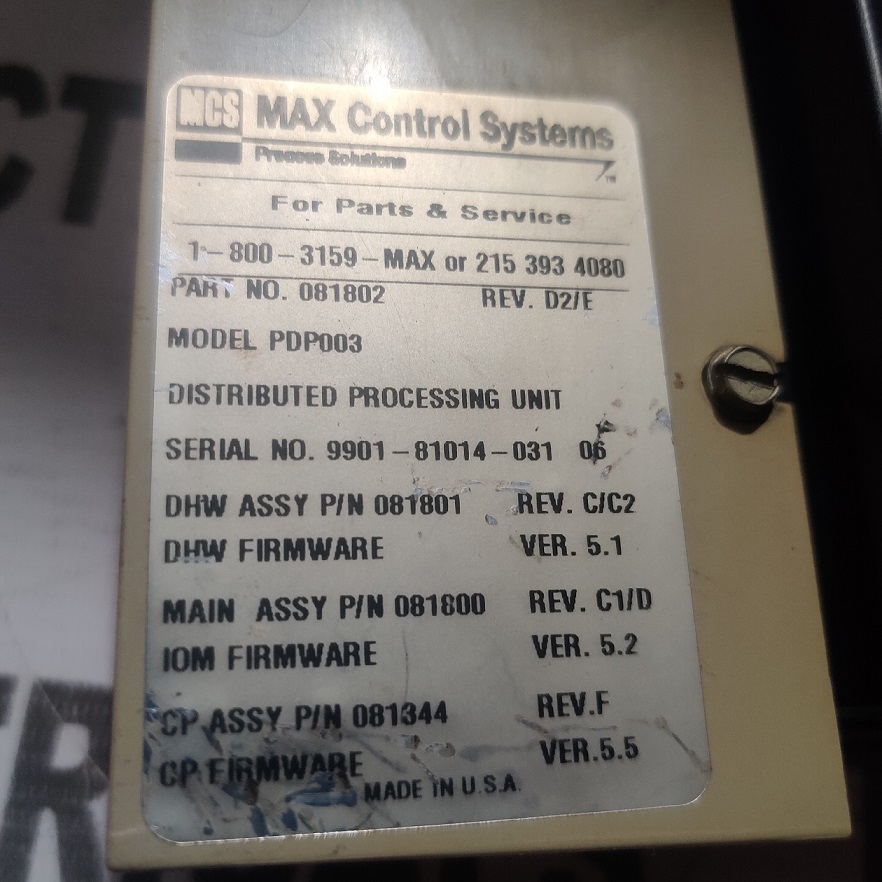 MCS MAX Control Systems
Process Solutions
TM
For Parts & Service
1-800-3159-MAX or 215 393 4080
PART NO. 081802 REV. D2/E
MODEL PDP003
DISTRIBUTED PROCESSING UNIT
SERIAL NO. 9901-81014-031 06
DHW ASSY P/N 081801 REV. C/C2
DHW FIRMWARE VER. 5.1
MAIN ASSY P/N 081800 REV. C1/D
IOM FIRMWARE VER. 5.2
CP ASSY P/N 081344 REV.F
CP FIRMWARE VER.5.5
MADE IN U.S.A.
CT